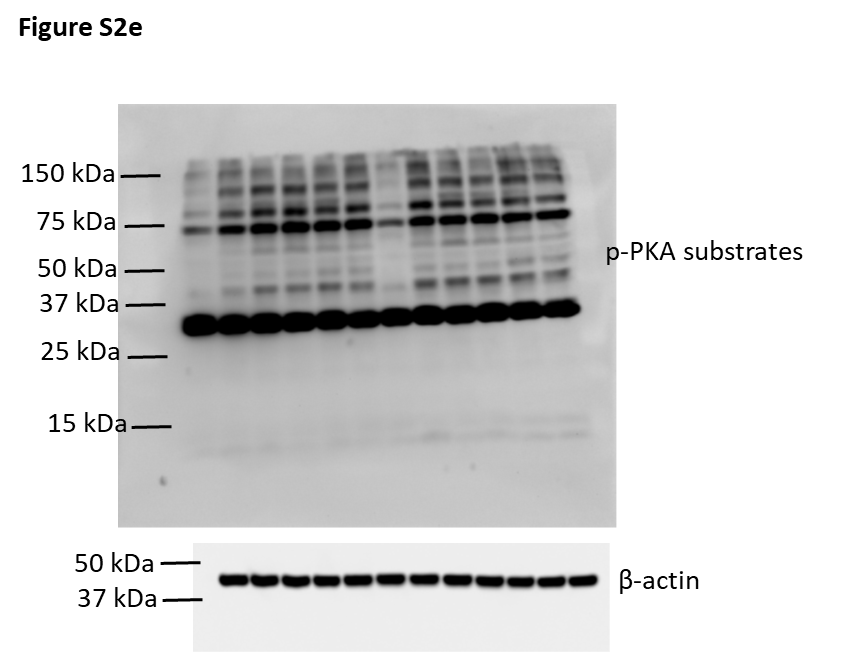 Figure S2e
150 kDa
75 kDa
50 kDa
37 kDa
25 kDa
15 kDa
p-PKA substrates
50 kDa
37 kDa
β-actin